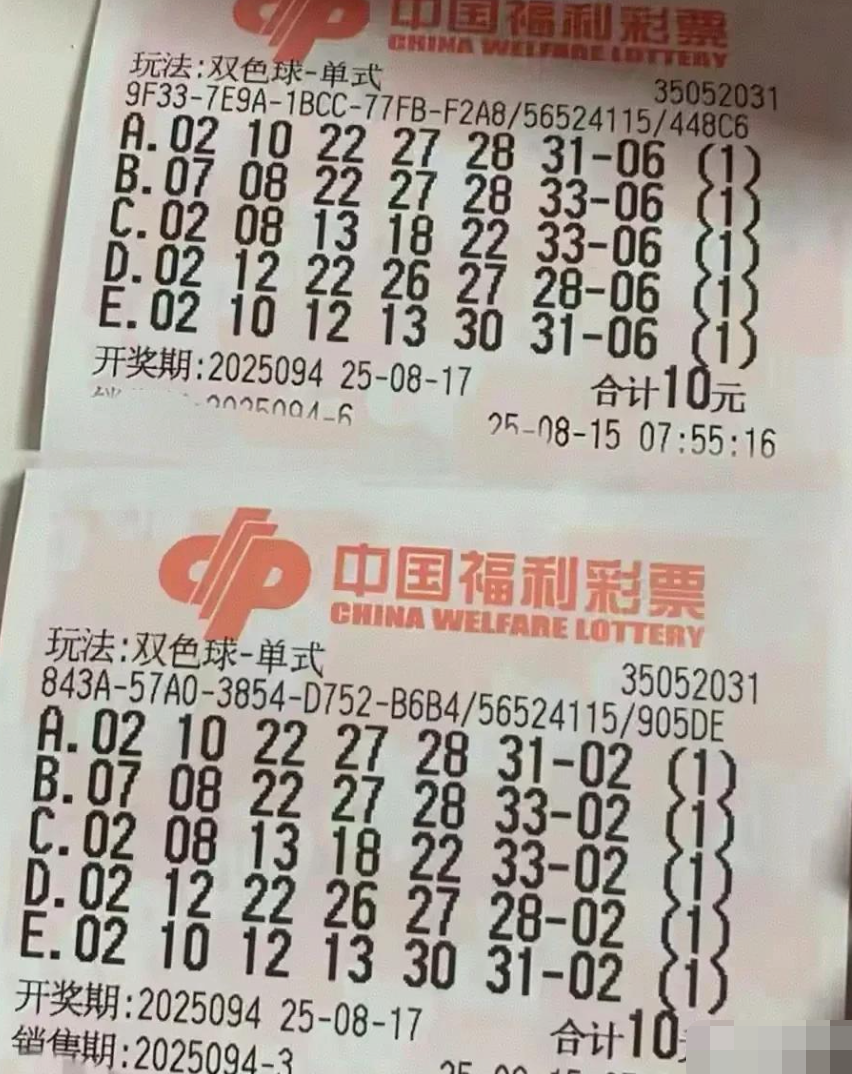 中国福利彩票
CHINA WELFARE LOTTERY
玩法:双色球-单式
35052031
9F33-7E9A-1BCC-77FB-F2A8/56524115/448C6
A.02 10 22 27 28 31-06 (1)
B.07 08 22 27 28 33-06 (1)
C.02 08 13 18 22 33-06 (1)
D.02 12 22 26 27 28-06 (1)
E.02 10 12 13 30 31-06 (1)
开奖期:2025094 25-08-17 合计10元
2025094-6 25-08-15 07:55:16
中国福利彩票
CHINA WELFARE LOTTERY
玩法:双色球-单式
35052031
843A-57A0-3854-D752-B6B4/56524115/905DE
A.02 10 22 27 28 31-02 (1)
B.07 08 22 27 28 33-02 (1)
C.02 08 13 18 22 33-02 (1)
D.02 12 22 26 27 28-02 (1)
E.02 10 12 13 30 31-02 (1)
开奖期:2025094 25-08-17 合计10
销售期:2025094-3